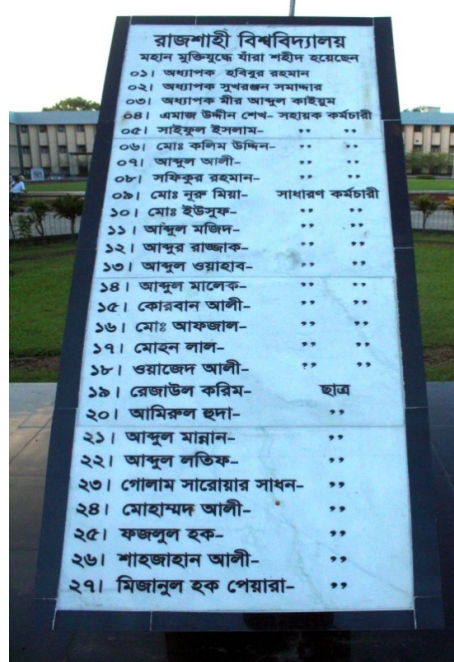 রাজশাহী বিশ্ববিদ্যালয়
মহান মুক্তিযুদ্ধে যাঁরা শহীদ হয়েছেন
০১। অধ্যাপক হবিবুর রহমান
০২। অধ্যাপক সুখরঞ্জন সমাদ্দার
০৩। অধ্যাপক মীর আব্দুল কাইয়ুম
০৪। এমাজ উদ্দীন শেখ- সহায়ক কর্মচারী
০৫। সাইফুল ইসলাম- ,, ,,
০৬। মোঃ কলিম উদ্দিন- ,, ,,
০৭। আব্দুল আলী- ,, ,,
০৮। সফিকুর রহমান- ,, ,,
০৯। মোঃ নূরু মিয়া- সাধারণ কর্মচারী
১০। মোঃ ইউসুফ- ,, ,,
১১। আব্দুল মজিদ- ,, ,,
১২। আব্দুর রাজ্জাক- ,, ,,
১৩। আব্দুল ওয়াহাব- ,, ,,
১৪। আব্দুল মালেক- ,, ,,
১৫। কোরবান আলী- ,, ,,
১৬। মোঃ আফজাল- ,, ,,
১৭। মোহন লাল- ,, ,,
১৮। ওয়াজেদ আলী- ,, ,,
১৯। রেজাউল করিম- ছাত্র
২০। আমিরুল হুদা- ,,
২১। আব্দুল মান্নান- ,,
২২। আব্দুল লতিফ- ,,
২৩। গোলাম সারোয়ার সাধন- ,,
২৪। মোহাম্মদ আলী- ,,
২৫। ফজলুল হক- ,,
২৬। শাহজাহান আলী- ,,
২৭। মিজানুল হক পেয়ারা- ,,